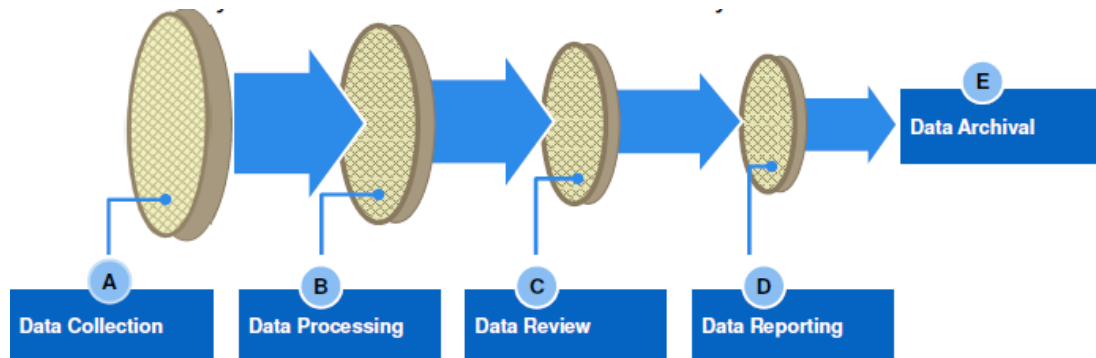 E
Data Archival
A
B
C
D
Data Collection
Data Processing
Data Review
Data Reporting